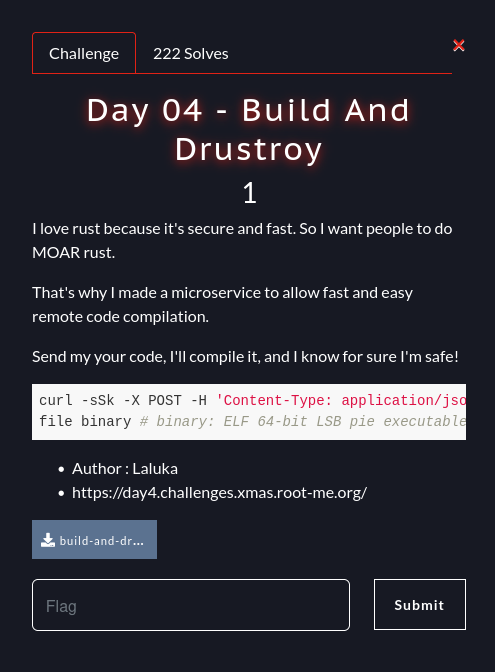 Challenge
222 Solves
Day 04 - Build And
Drustroy
1
I love rust because it's secure and fast. So I want people to do
MOAR rust.
That's why I made a microservice to allow fast and easy
remote code compilation.
Send my your code, I'll compile it, and I know for sure I'm safe!
curl -sSk -X POST -H 'Content-Type: application/jso
file binary # binary: ELF 64-bit LSB pie executable
• Author : Laluka
• https://day4.challenges.xmas.root-me.org/
build-and-dr...
Flag
Submit